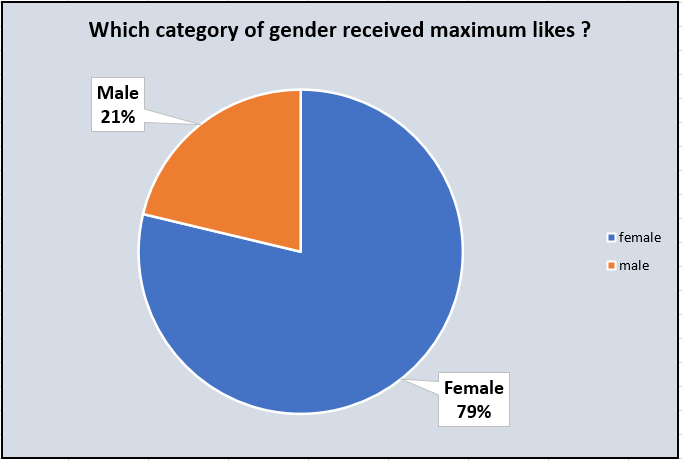 Which category of gender received maximum likes ?
Male
21%
female
male
Female
79%